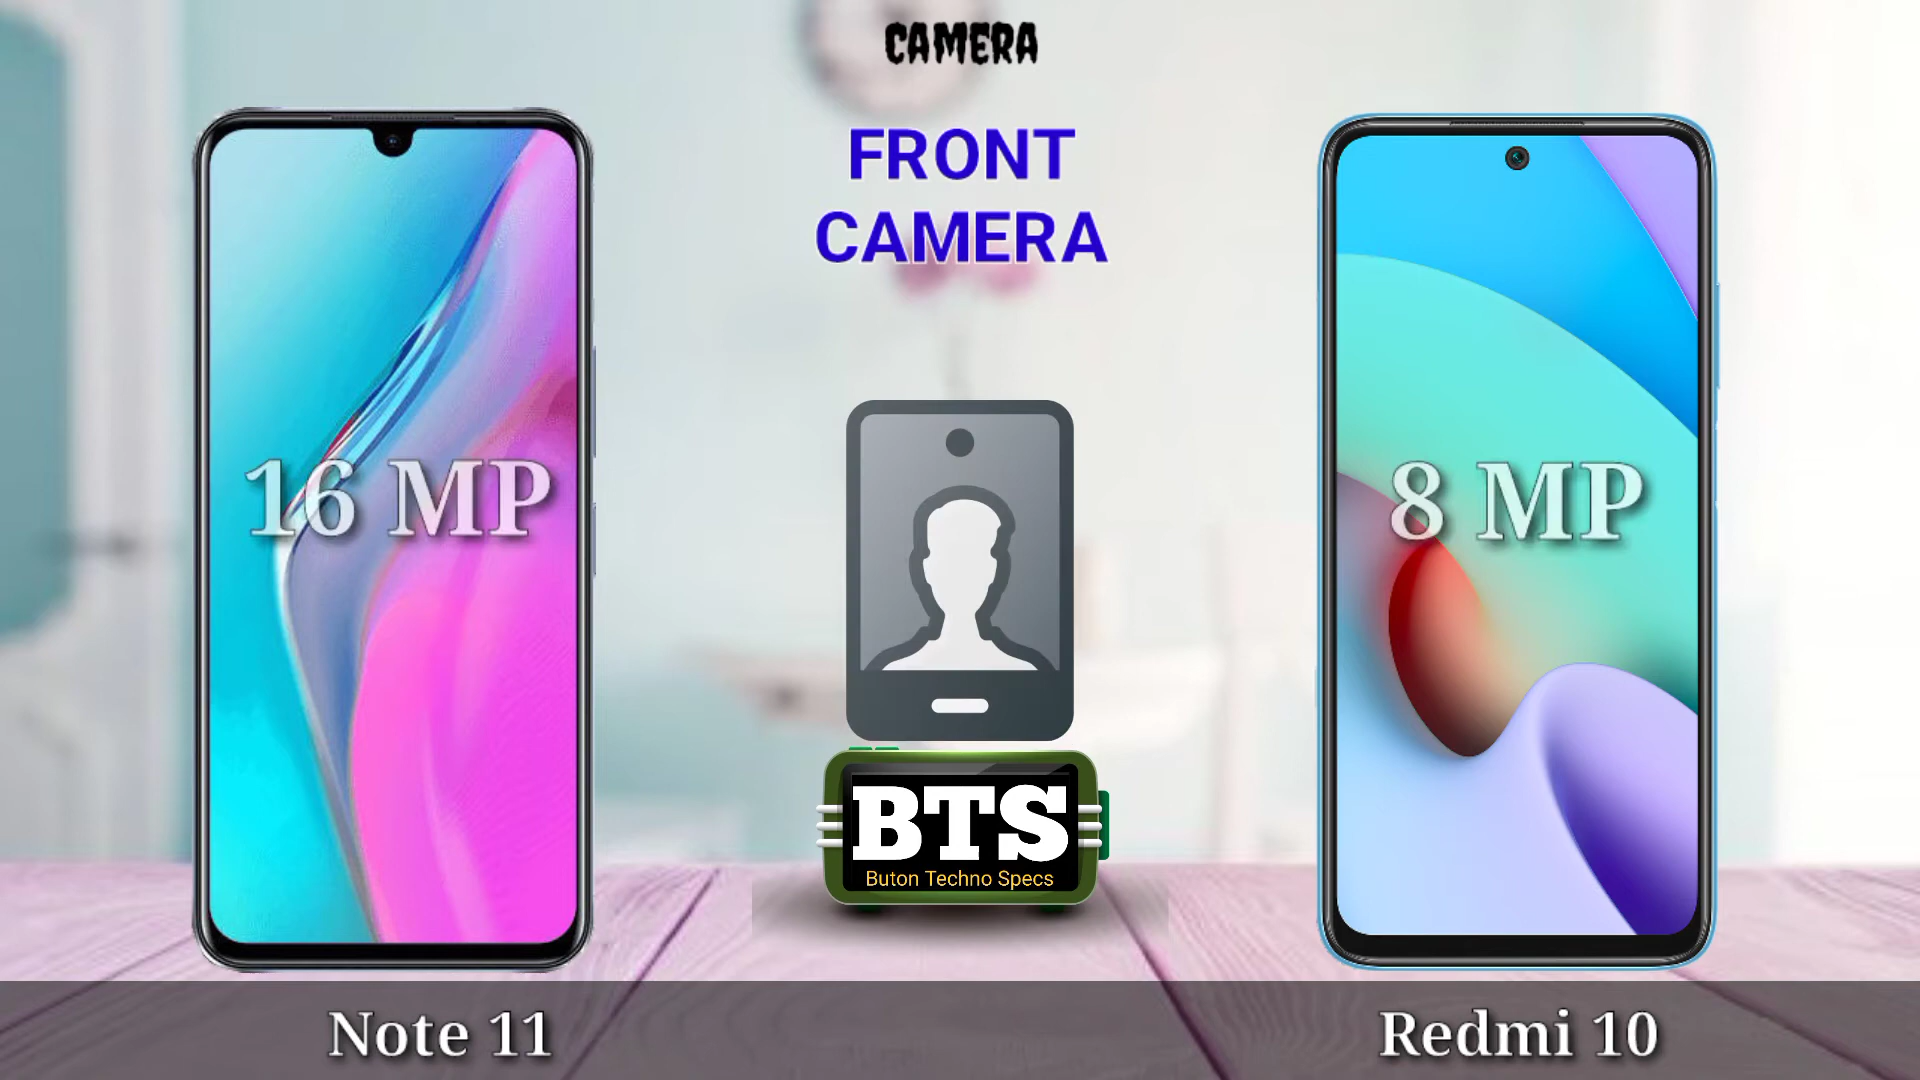 CAMERA
FRONT
CAMERA
16 MP
8 MP
BTS
Buton Techno Specs
Note 11
Redmi 10